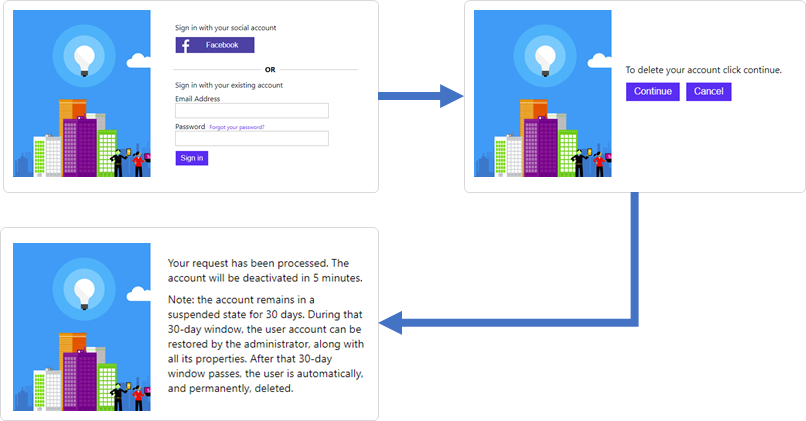 Sign in with your social account
Facebook
OR
Sign in with your existing account
Email Address
Password Forgot your password?
Sign in
To delete your account click continue.
Continue Cancel
Your request has been processed. The
account will be deactivated in 5 minutes.
Note: the account remains in a
suspended state for 30 days. During that
30-day window, the user account can be
restored by the administrator, along with
all its properties. After that 30-day
window passes, the user is automatically,
and permanently, deleted.